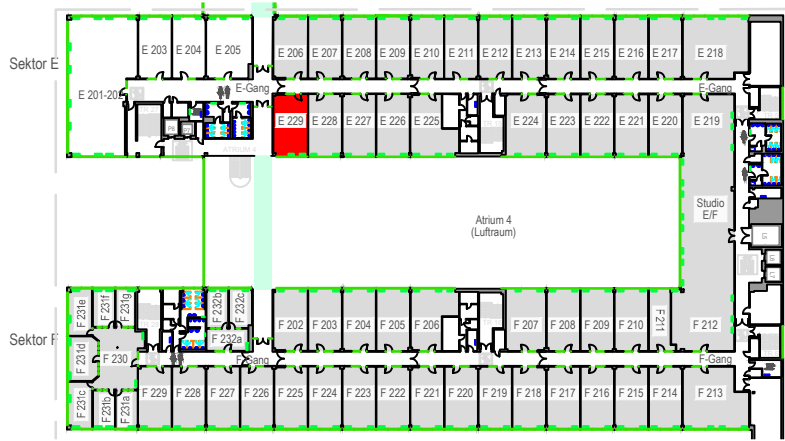 E 203 E 204 E 205 E 206 E 207 E 208 E 209 E 210 E 211 E 212 E 213 E 214 E 215 E 216 E 217 E 218
Sektor E
E-Gang E-Gang
E 229 E 228 E 227 E 226 E 225 E 224 E 223 E 222 E 221 E 220 E 219
ATRIUM 4
Studio
E/F
Atrium 4
(Luftraum)
F 231e F 231f F 231g F 232b F 232c
F 202 F 203 F 204 F 205 F 206 F 207 F 208 F 209 F 210 F 211 F 212
Sektor F
F 231d F 230 F 232a
F-Gang F-Gang
F 231c F 231b F 231a
F 229 F 228 F 227 F 226 F 225 F 224 F 223 F 222 F 221 F 220 F 219 F 218 F 217 F 216 F 215 F 214 F 213